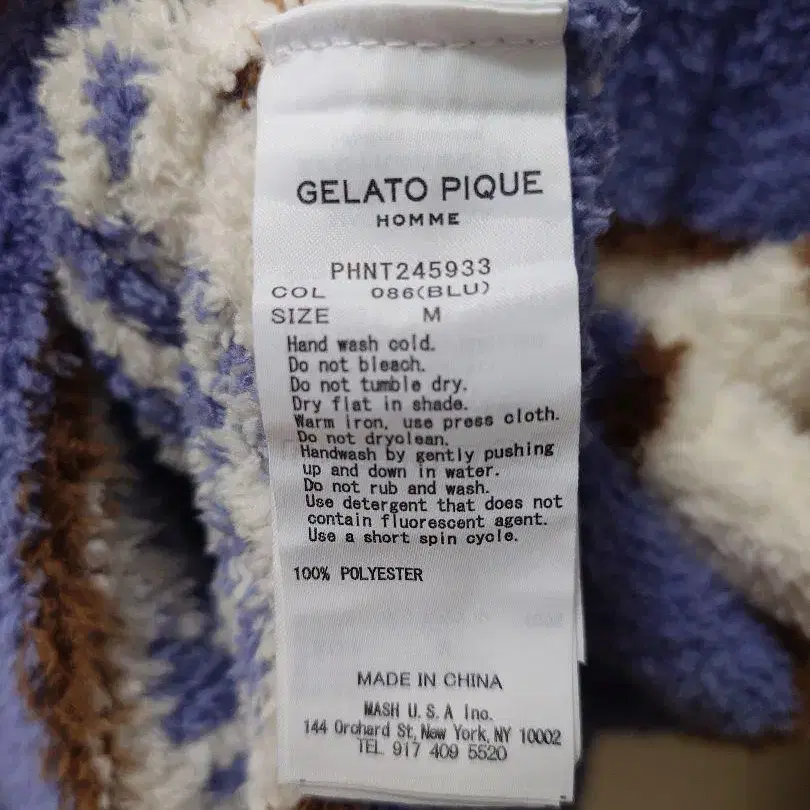 GELATO PIQUE
HOMME
PHNT245933
COL 086(BLU)
SIZE M
Hand wash cold.
Do not bleach.
Do not tumble dry.
Dry flat in shade.
Warm iron, use press cloth.
Do not dryclean.
Handwash by gently pushing
up and down in water.
Do not rub and wash.
Use detergent that does not
contain fluorescent agent.
Use a short spin cycle.
100% POLYESTER
MADE IN CHINA
MASH U.S.A Inc.
144 Orchard St, New York, NY 10002
TEL 917 409 5520